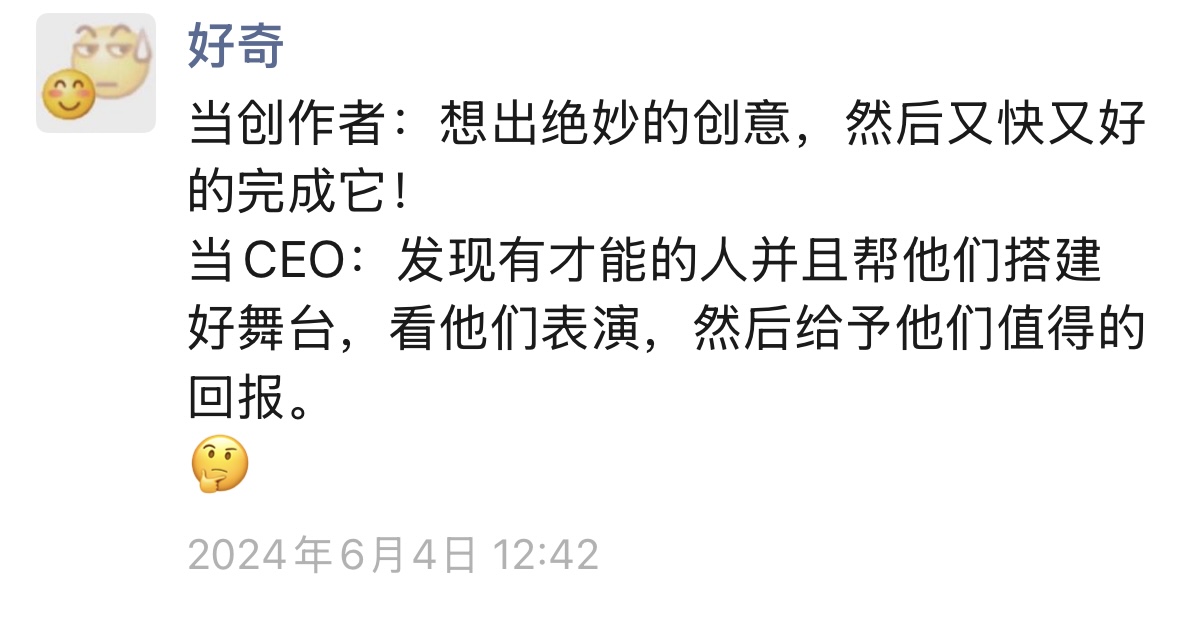 好奇
当创作者：想出绝妙的创意，然后又快又好
的完成它！
当CEO：发现有才能的人并且帮他们搭建
好舞台，看他们表演，然后给予他们值得的
回报。
🤔
2024年6月4日 12:42